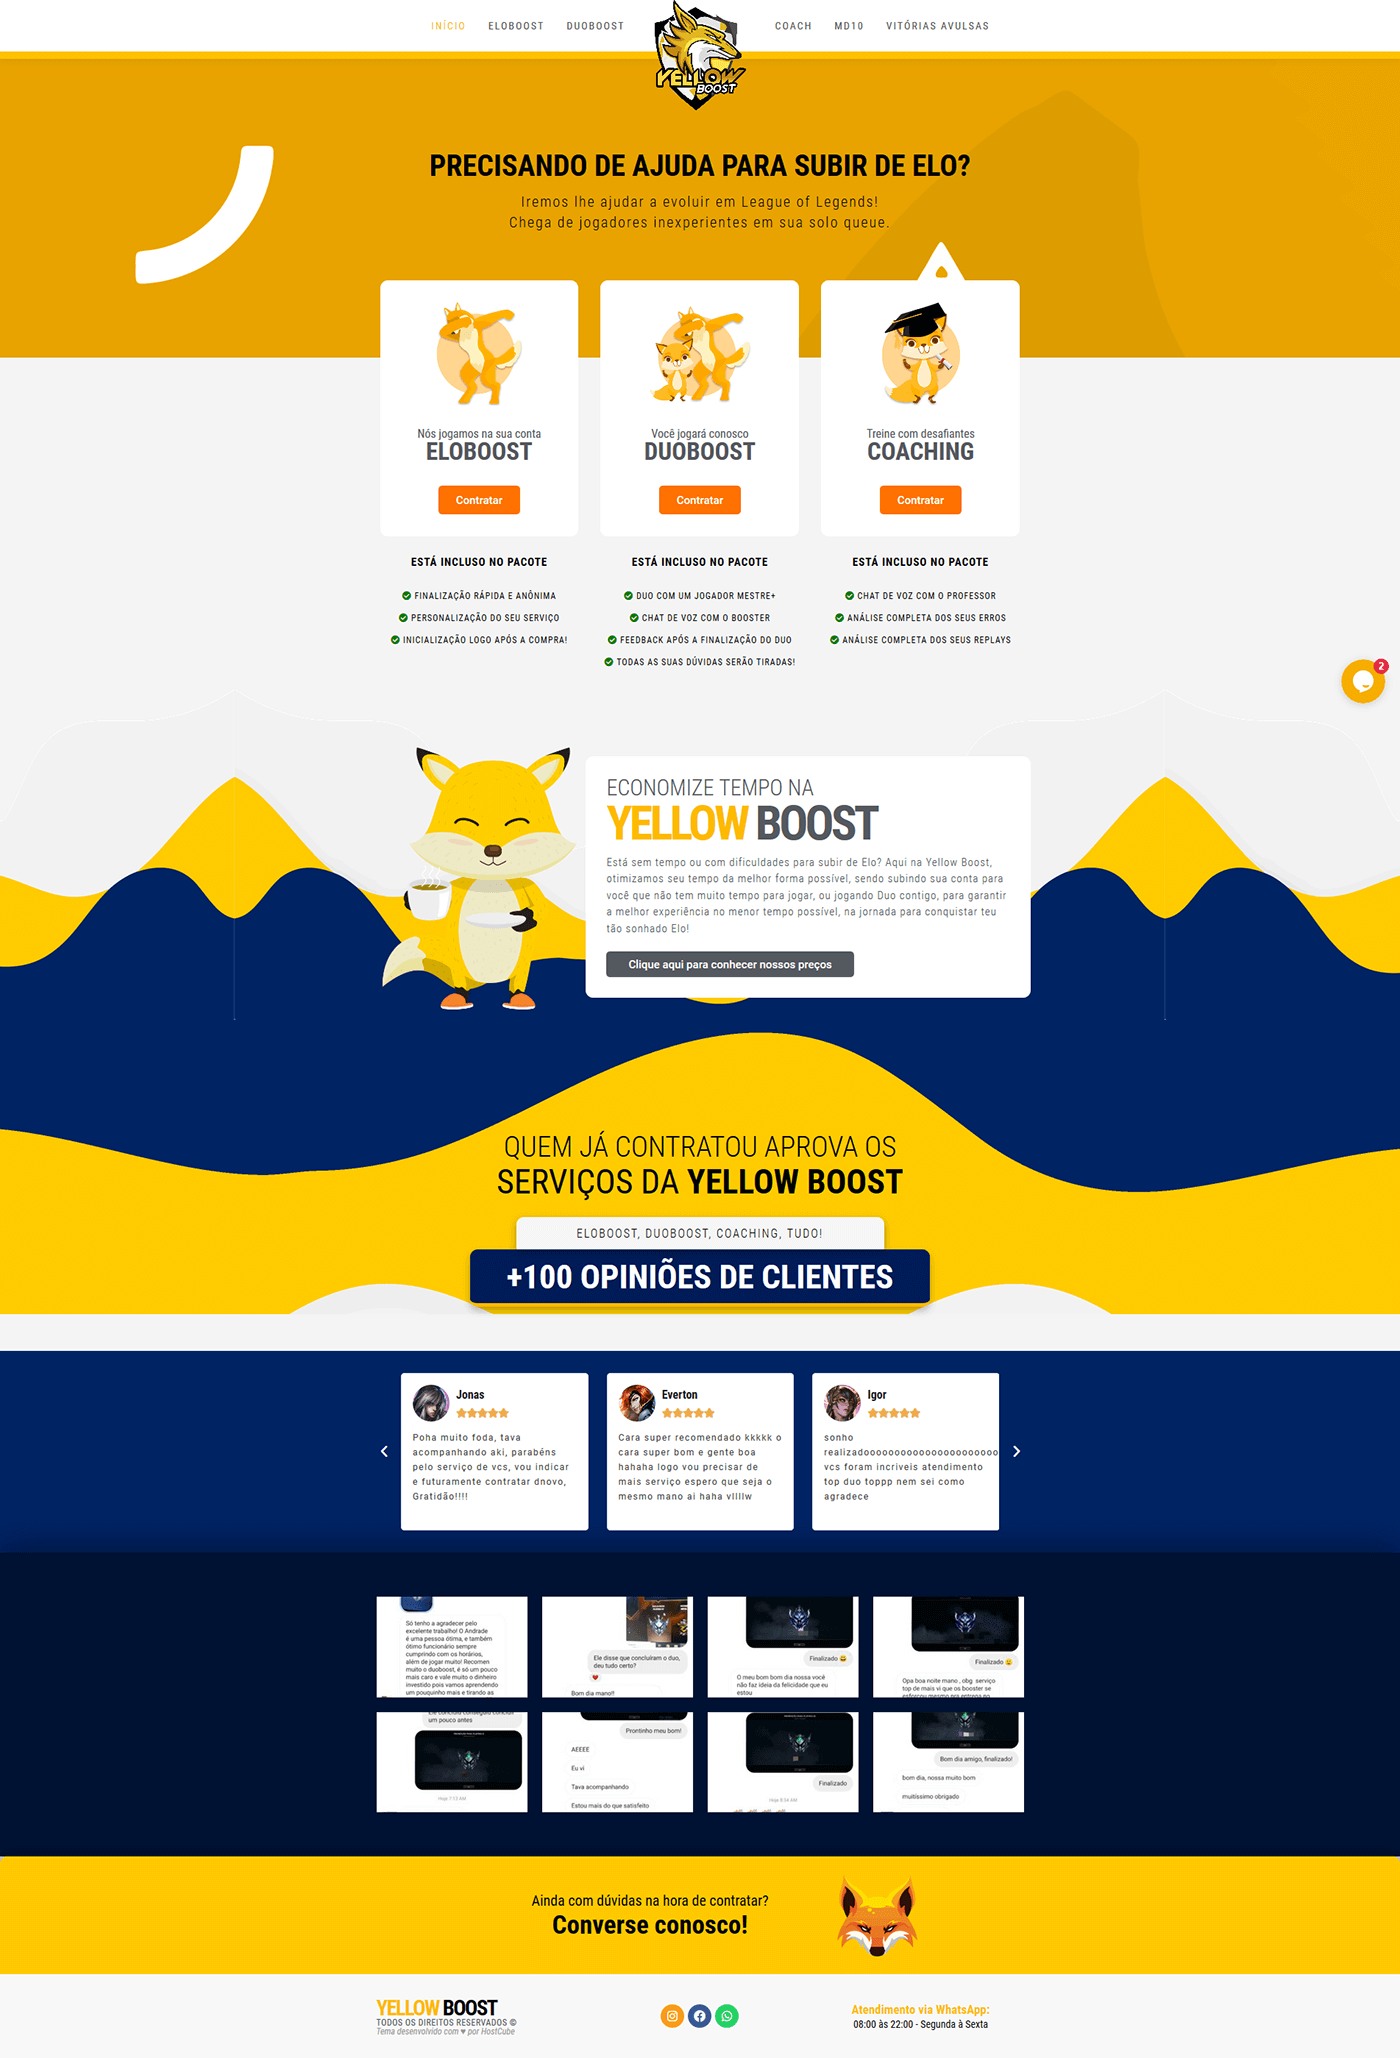 INÍCIO
ELOBOOST
DUOBOOST
YELLOW
BOOST
COACH
MD10
VITÓRIAS AVULSAS
PRECISANDO DE AJUDA PARA SUBIR DE ELO?
Iremos lhe ajudar a evoluir em League of Legends!
Chega de jogadores inexperientes em sua solo queue.
Nós jogamos na sua conta
ELOBOOST
Contratar
Você jogará conosco
DUOBOOST
Contratar
Treine com desafiantes
COACHING
Contratar
ESTÁ INCLUSO NO PACOTE
FINALIZAÇÃO RÁPIDA E ANÔNIMA
PERSONALIZAÇÃO DO SEU SERVIÇO
INICIALIZAÇÃO LOGO APÓS A COMPRA!
ESTÁ INCLUSO NO PACOTE
DUO COM UM JOGADOR MESTRE+
CHAT DE VOZ COM O BOOSTER
FEEDBACK APÓS A FINALIZAÇÃO DO DUO
TODAS AS SUAS DÚVIDAS SERÃO TIRADAS!
ESTÁ INCLUSO NO PACOTE
CHAT DE VOZ COM O PROFESSOR
ANÁLISE COMPLETA DOS SEUS ERROS
ANÁLISE COMPLETA DOS SEUS REPLAYS
2
ECONOMIZE TEMPO NA
YELLOW BOOST
Está sem tempo ou com dificuldades para subir de Elo? Aqui na Yellow Boost,
otimizamos seu tempo da melhor forma possível, sendo subindo sua conta para
você que não tem muito tempo para jogar, ou jogando Duo contigo, para garantir
a melhor experiência no menor tempo possível, na jornada para conquistar teu
tão sonhado Elo!
Clique aqui para conhecer nossos preços
QUEM JÁ CONTRATOU APROVA OS
SERVIÇOS DA YELLOW BOOST
ELOBOOST, DUOBOOST, COACHING, TUDO!
+100 OPINIÕES DE CLIENTES
Jonas
Poha muito foda, tava
acompanhando aki, parabéns
pelo serviço de vcs, vou indicar
e futuramente contratar dnovo,
Gratidão!!!!
Everton
Cara super recomendado kkkkk o
cara super bom e gente boa
hahaha logo vou precisar de
mais serviço espero que seja o
mesmo mano ai haha vllllw
Igor
sonho
realizadooooooooooooooooooooooo
vcs foram incriveis atendimento
top duo toppp nem sei como
agradece
Só tenho a agradecer pelo
excelente trabalho! O Andrade
é uma pessoa ótima, e também
ótimo funcionário sempre
cumprindo com os horários,
além de jogar muito! Recomen
muito o duoboost, é só um pouco
mais caro e vale muito o dinheiro
investido pois vamos aprendendo
um pouquinho mais e tirando as
Ele disse que concluíram o duo,
deu tudo certo?
Bom dia mano!!
Finalizado 😄
O meu bom bom dia nossa você
não faz ideia da felicidade que eu
estou
Finalizado
Opa boa noite mano , obg serviço
top de mais vi que os booster se
um pouco antes
Hoje 7:13 AM
Prontinho meu bom!
AEEEE
Eu vi
Tava acompanhando
Estou mais do que satisfeito
Finalizado
Hoje 8:34 AM
Bom dia amigo, finalizado!
bom dia, nossa muito bom
muitíssimo obrigado
Ainda com dúvidas na hora de contratar?
Converse conosco!
YELLOW BOOST
TODOS OS DIREITOS RESERVADOS ©
Tema desenvolvido com ♥ por HostCube
Atendimento via WhatsApp:
08:00 às 22:00 - Segunda à Sexta